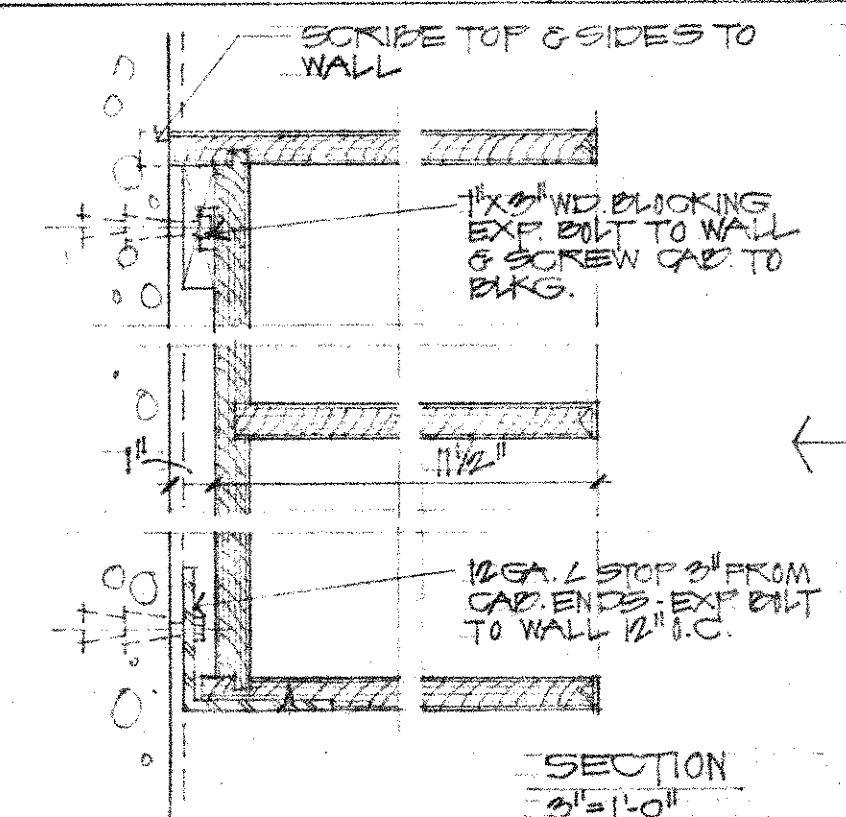 SCRIBE TOP & SIDES TO
WALL
1"X3" WD. BLOCKING
EXP. BOLT TO WALL
& SCREW CAB. TO
BLKG.
1"
11 1/2"
12 GA. L STOP 3" FROM
CAB. ENDS - EXP. BOLT
TO WALL 12" O.C.
SECTION
3"=1'-0"